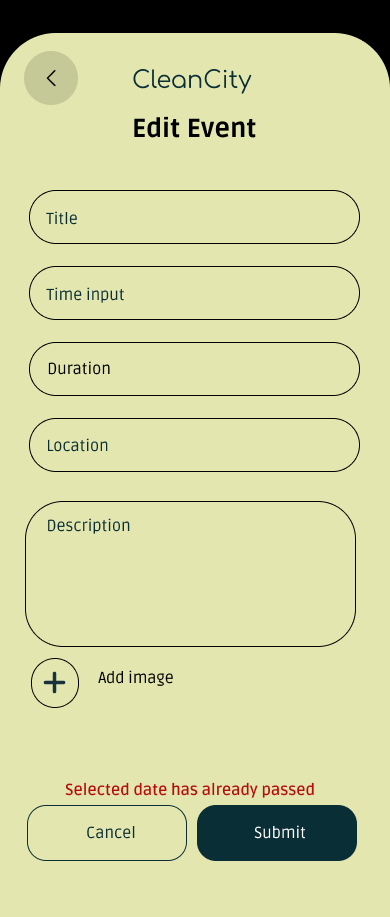 CleanCity
Edit Event
Title
Time input
Duration
Location
Description
Add image
Selected date has already passed
Cancel
Submit